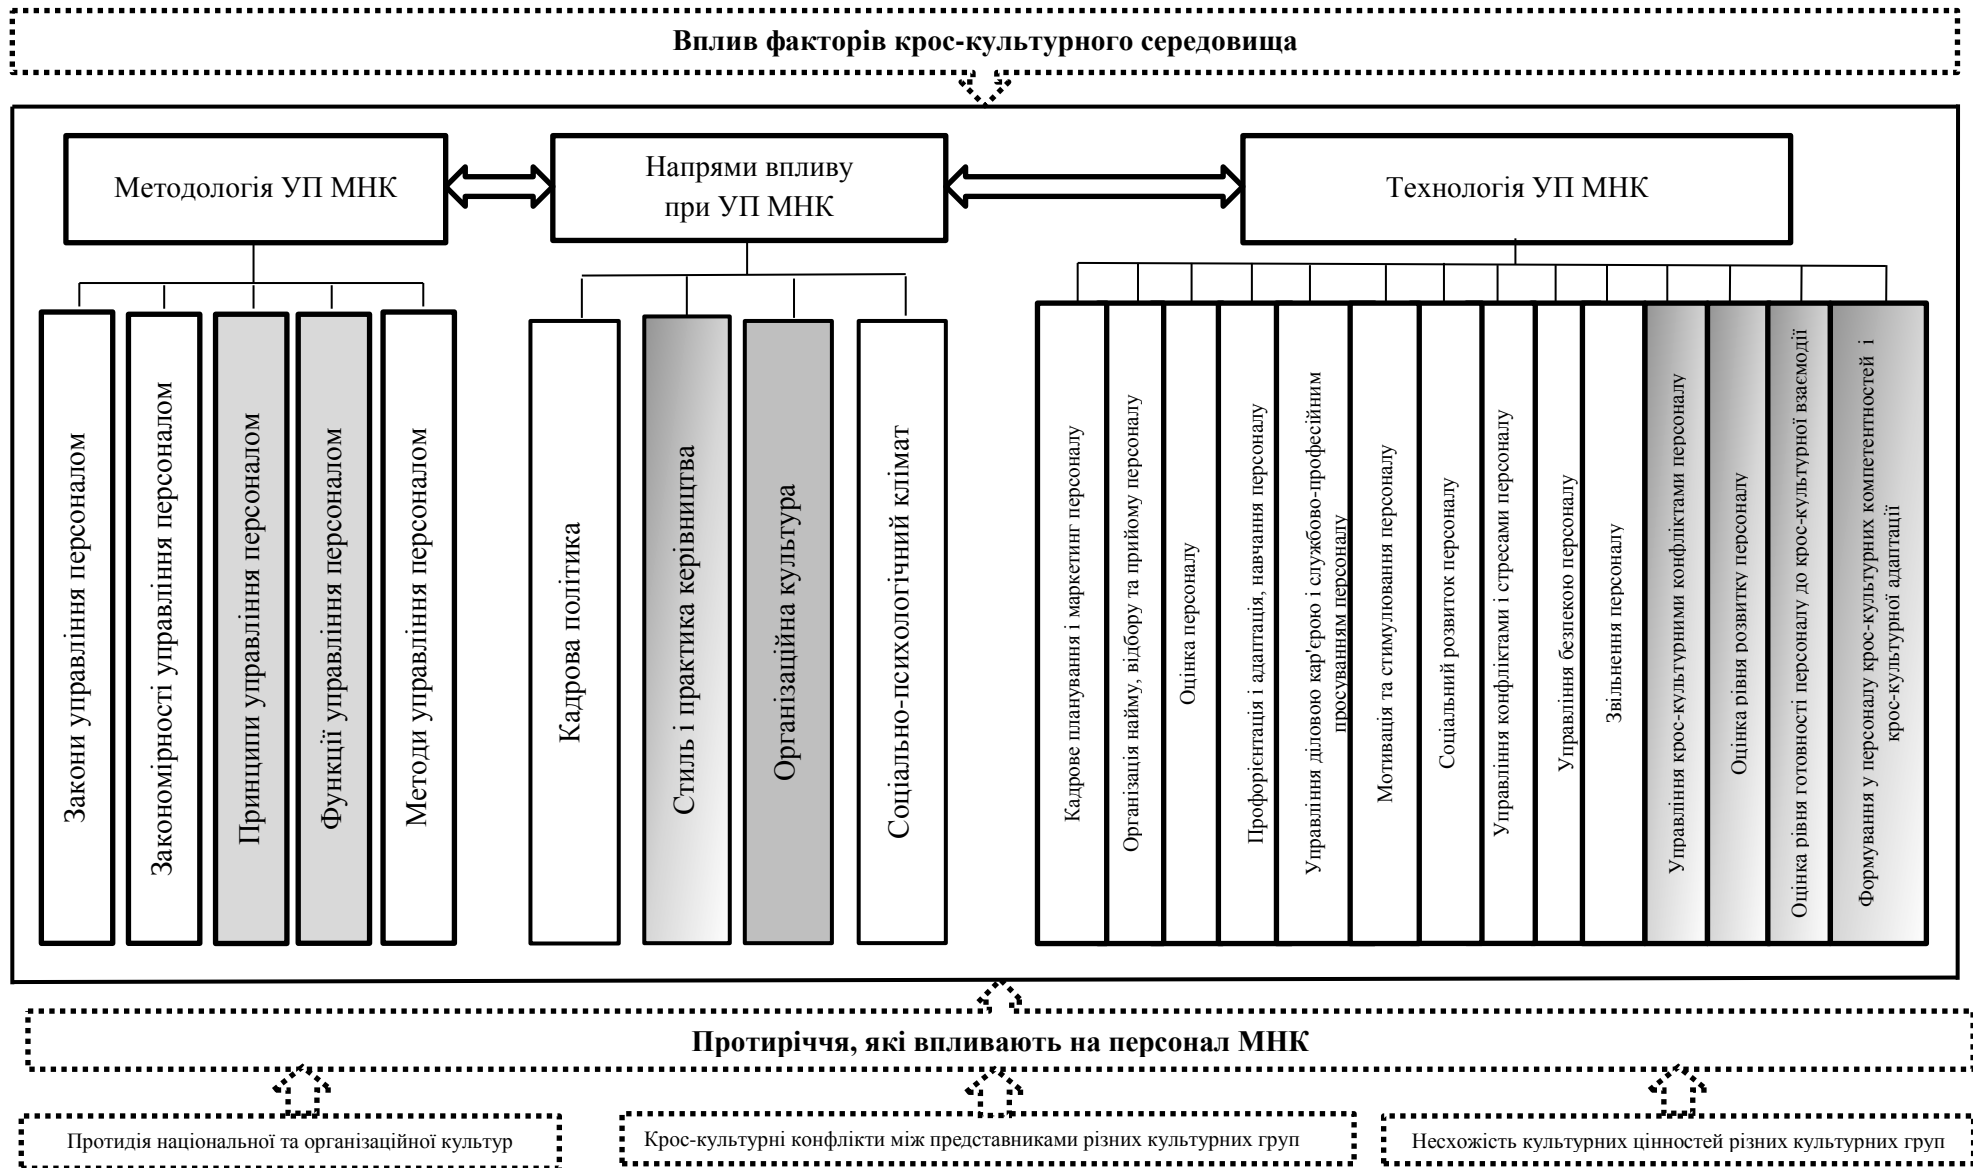 Вплив факторів крос-культурного середовища
Методологія УП МНК
Напрями впливу
при УП МНК
Технологія УП МНК
Закони управління персоналом
Закономірності управління персоналом
Принципи управління персоналом
Функції управління персоналом
Методи управління персоналом
Кадрова політика
Стиль і практика керівництва
Організаційна культура
Соціально-психологічний клімат
Кадрове планування і маркетинг персоналу
Організація найму, відбору та прийому персоналу
Оцінка персоналу
Профорієнтація і адаптація, навчання персоналу
Управління діловою кар'єрою і службово-професійним
просуванням персоналу
Мотивація та стимулювання персоналу
Соціальний розвиток персоналу
Управління конфліктами і стресами персоналу
Управління безпекою персоналу
Звільнення персоналу
Управління крос-культурними конфліктами персоналу
Оцінка рівня розвитку персоналу
Оцінка рівня готовності персоналу до крос-культурної взаємодії
Формування у персоналу крос-культурних компетентностей і
крос-культурної адаптації
Протиріччя, які впливають на персонал МНК
Протидія національної та організаційної культур
Крос-культурні конфлікти між представниками різних культурних груп
Несхожість культурних цінностей різних культурних груп